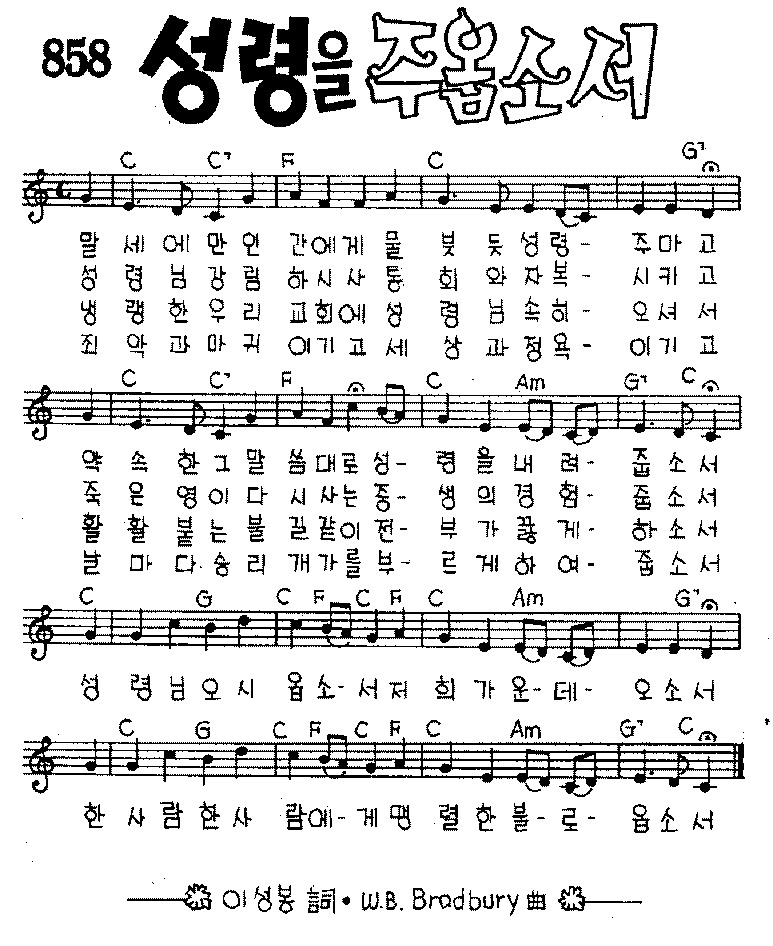 858 성령을 주옵소서
C C7 F C G7
말 세 에 만 인 간에게 물 붓 듯 성령- 주마고
성 령 님 강 림 하시사 통 회 와 자복- 시키고
냉 랭 한 우 리 교회에 성 령 님 속히- 오셔서
죄 악 과 마 귀 이기고 세 상 과 정욕- 이기고
C C7 F C Am G7 C
약 속 한 그 말 씀대로성- 령 을 내 려- 줍소서
죽 은 영 이 다 시사는중- 생 의 경 험- 줍소서
활 활 붙 는 불 길같이전- 부 가 끓 게- 하소서
날 마 다 승 리 개가를부- 르 게 하 여- 줍소서
C G C F C F C Am G7
성 령 님 오 시 옵소-서저 희 가 운-데- 오소서
C G C F C F C Am G7 C
한 사 람 한 사 람에-게맹 렬 한 불-로- 옵소서
이성봉 詞 • W.B. Bradbury 曲